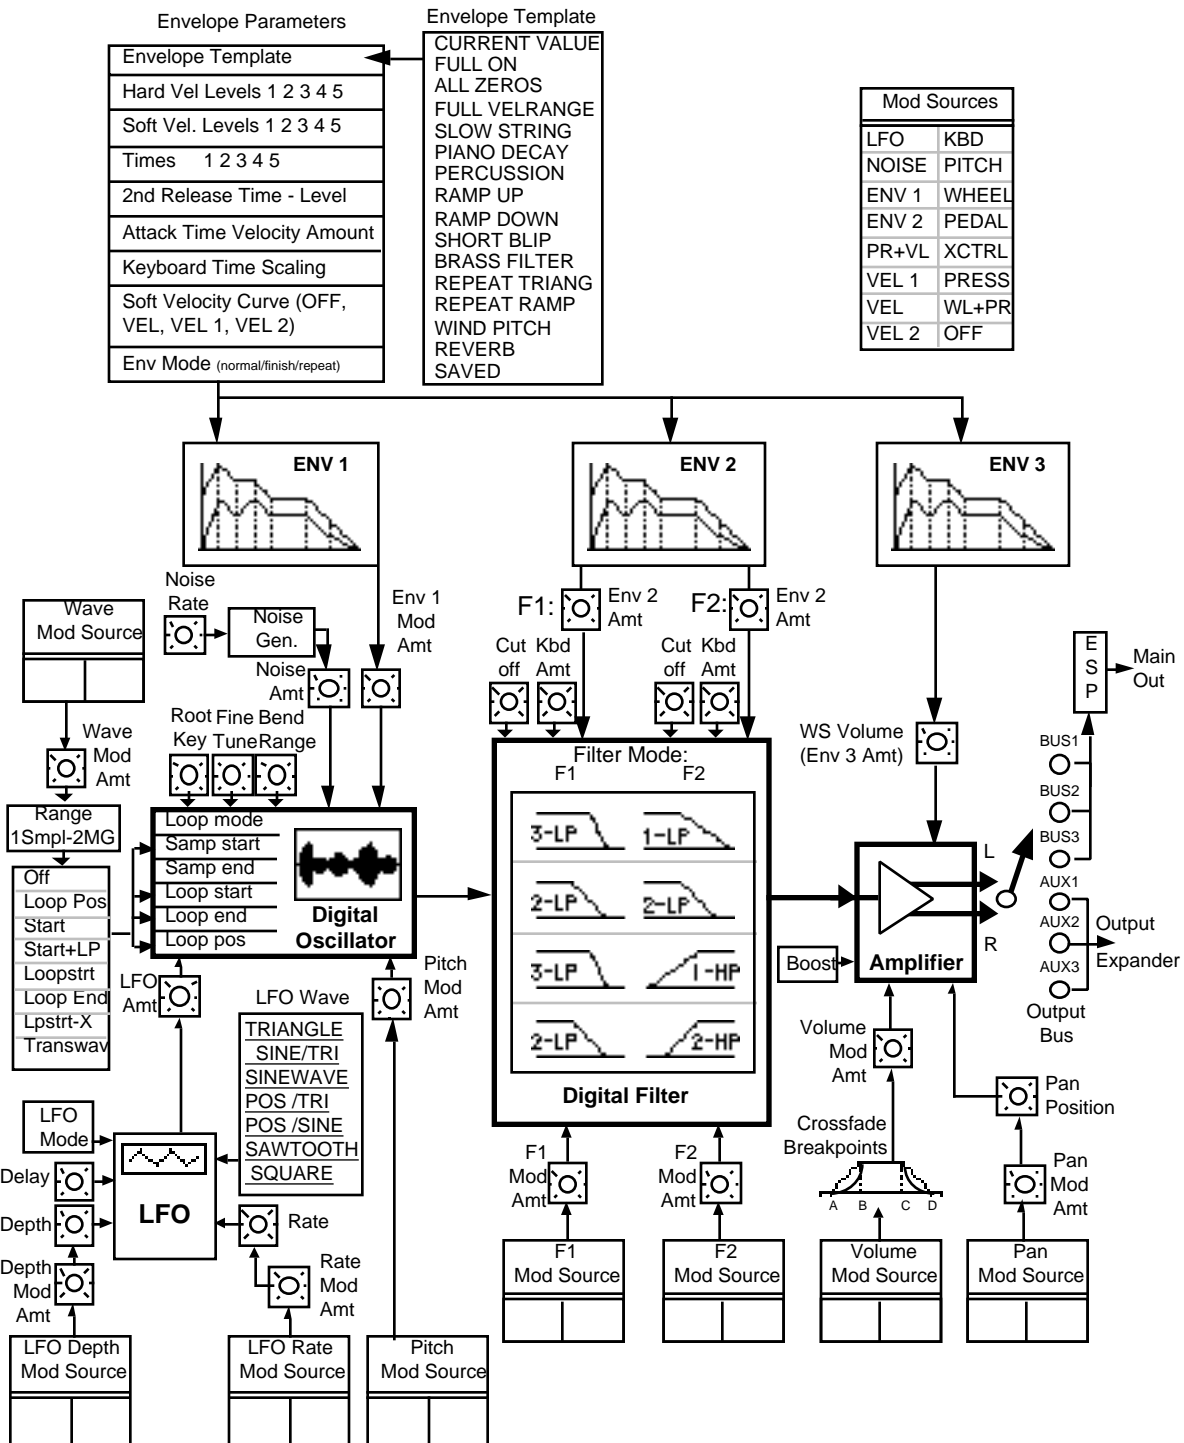 Envelope Parameters
Envelope Template
Hard Vel Levels 1 2 3 4 5
Soft Vel. Levels 1 2 3 4 5
Times 1 2 3 4 5
2nd Release Time - Level
Attack Time Velocity Amount
Keyboard Time Scaling
Soft Velocity Curve (OFF,
VEL, VEL 1, VEL 2)
Env Mode (normal/finish/repeat)
Envelope Template
CURRENT VALUE
FULL ON
ALL ZEROS
FULL VELRANGE
SLOW STRING
PIANO DECAY
PERCUSSION
RAMP UP
RAMP DOWN
SHORT BLIP
BRASS FILTER
REPEAT TRIANG
REPEAT RAMP
WIND PITCH
REVERB
SAVED
Mod Sources
LFO KBD
NOISE PITCH
ENV 1 WHEEL
ENV 2 PEDAL
PR+VL XCTRL
VEL 1 PRESS
VEL WL+PR
VEL 2 OFF
ENV 1
ENV 2
ENV 3
Noise
Rate
Noise
Gen.
Noise
Amt
Env 1
Mod
Amt
Wave
Mod Source
Wave
Mod
Amt
Range
1Smpl-2MG
Off
Loop Pos
Start
Start+LP
Loopstrt
Loop End
Lpstrt-X
Transwav
Root
Key
Fine
Tune
Bend
Range
Loop mode
Samp start
Samp end
Loop start
Loop end
Loop pos
Digital
Oscillator
F1:
Env 2
Amt
F2:
Env 2
Amt
Cut
off
Kbd
Amt
Cut
off
Kbd
Amt
Filter Mode:
F1 F2
3-LP 1-LP
2-LP 2-LP
3-LP 1-HP
2-LP 2-HP
Digital Filter
WS Volume
(Env 3 Amt)
E
S
P
Main
Out
BUS1
BUS2
BUS3
AUX1
AUX2
AUX3
Output
Bus
Output
Expander
L
R
Boost
Amplifier
Volume
Mod
Amt
Crossfade
Breakpoints
A B C D
Pan
Position
Pan
Mod
Amt
LFO
Amt
Pitch
Mod
Amt
LFO Wave
TRIANGLE
SINE/TRI
SINEWAVE
POS /TRI
POS /SINE
SAWTOOTH
SQUARE
LFO
Mode
Delay
Depth
Depth
Mod
Amt
LFO
Rate
Rate
Mod
Amt
F1
Mod
Amt
F2
Mod
Amt
F1
Mod Source
F2
Mod Source
Volume
Mod Source
Pan
Mod Source
LFO Depth
Mod Source
LFO Rate
Mod Source
Pitch
Mod Source